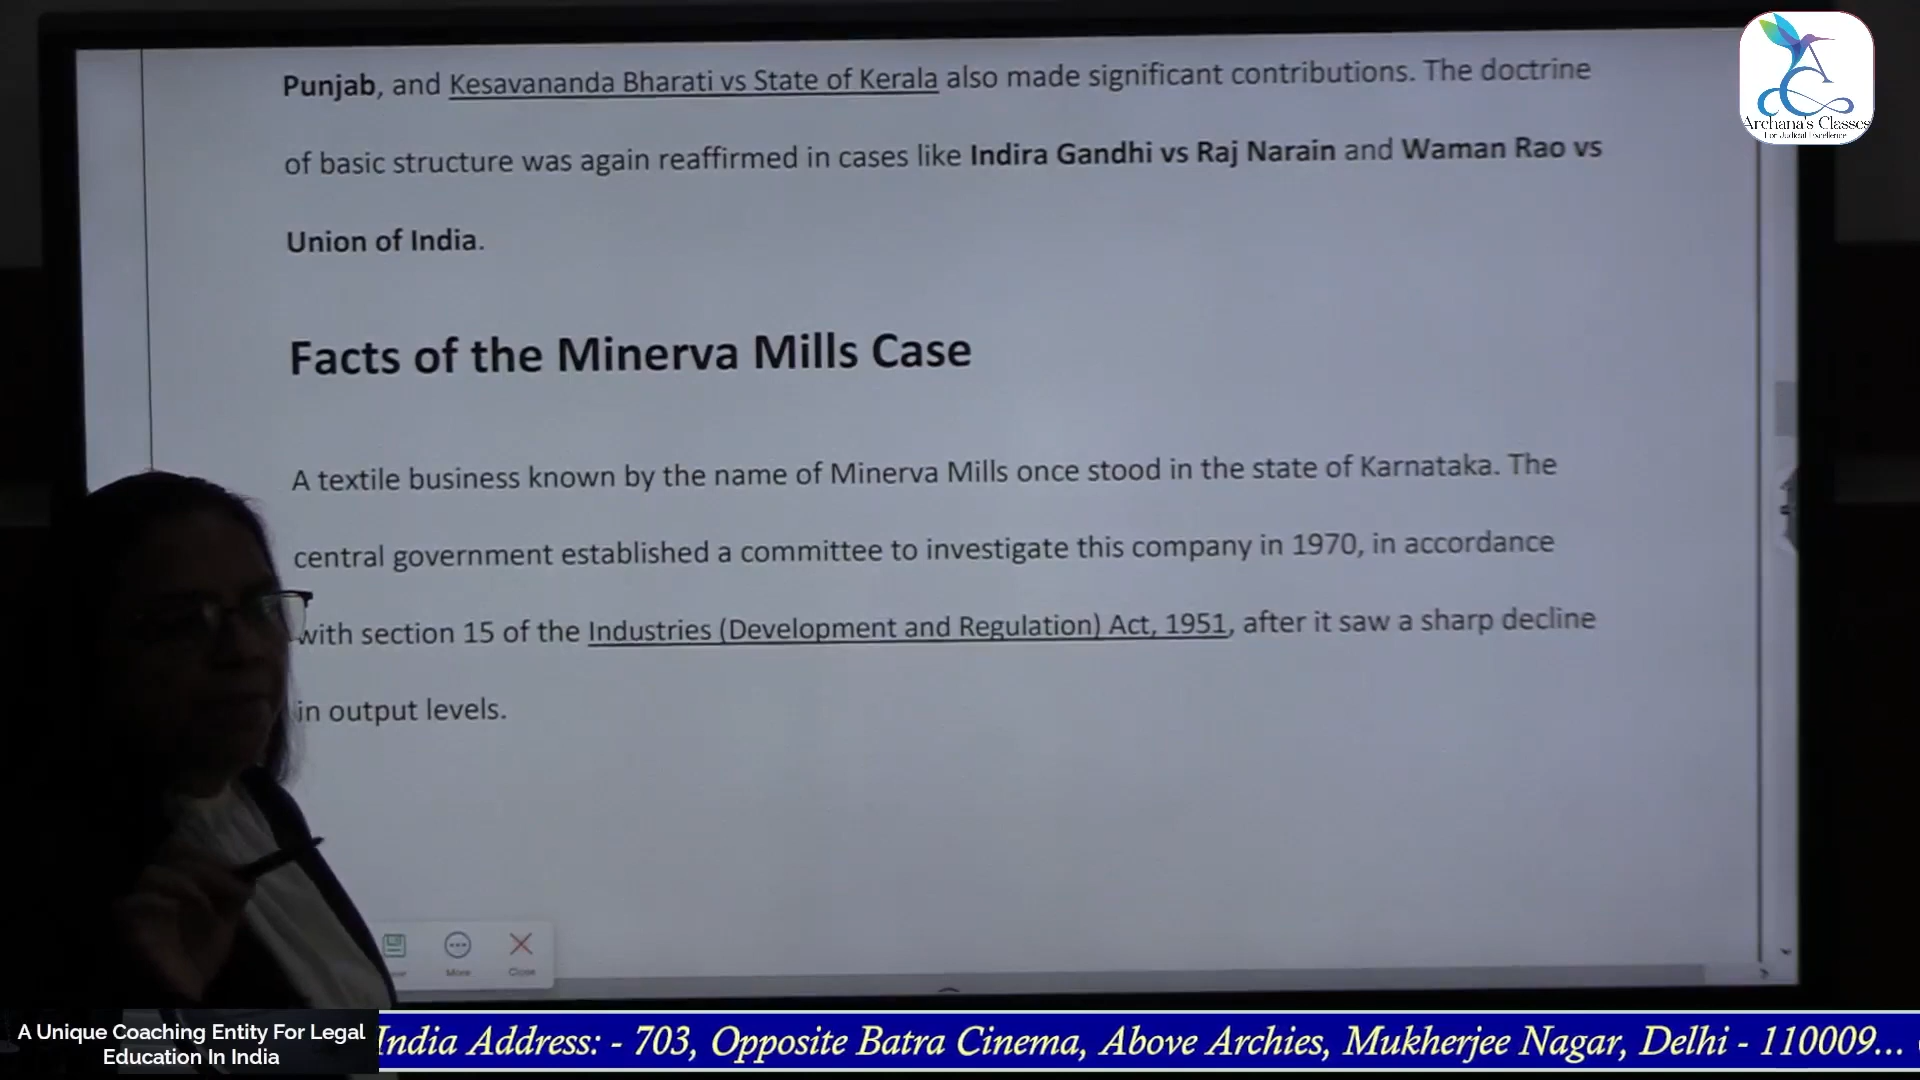 Punjab, and Kesavananda Bharati vs State of Kerala also made significant contributions. The doctrine
of basic structure was again reaffirmed in cases like Indira Gandhi vs Raj Narain and Waman Rao vs
Union of India.
Facts of the Minerva Mills Case
A textile business known by the name of Minerva Mills once stood in the state of Karnataka. The
central government established a committee to investigate this company in 1970, in accordance
with section 15 of the Industries (Development and Regulation) Act, 1951, after it saw a sharp decline
in output levels.
More
Close
Archana's Classes
For Judicial Excellence
A Unique Coaching Entity For Legal
Education In India
India Address: - 703, Opposite Batra Cinema, Above Archies, Mukherjee Nagar, Delhi - 110009...